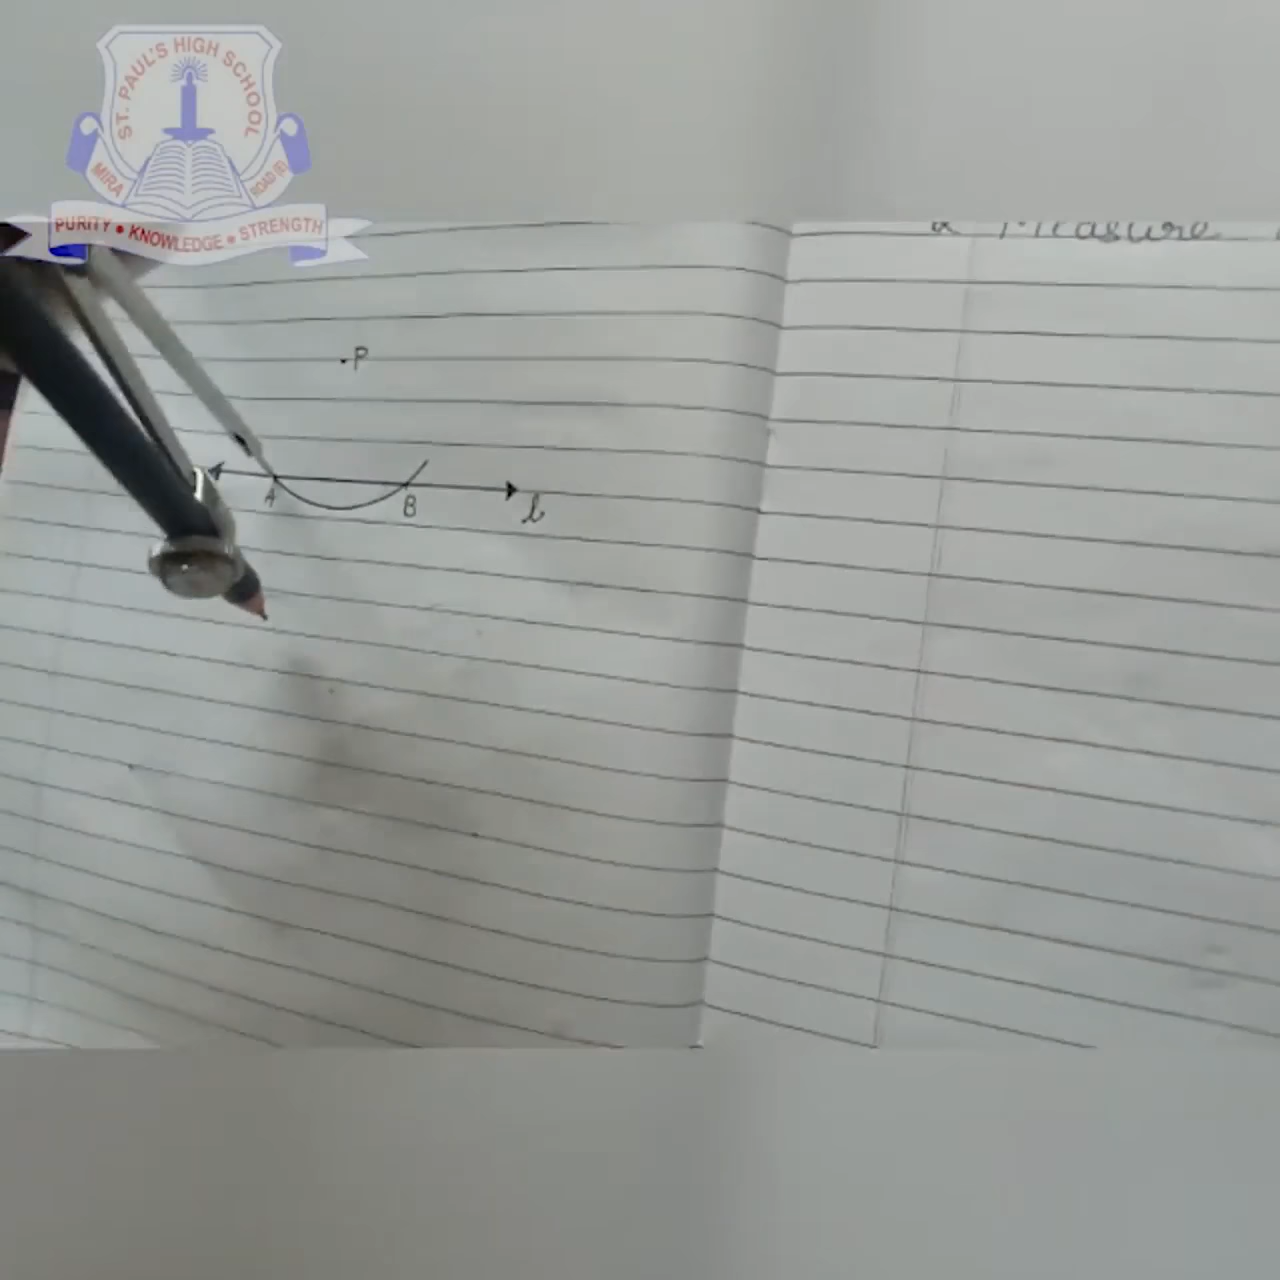 ST. PAUL'S HIGH SCHOOL
MIRA ROAD (E)
PURITY • KNOWLEDGE • STRENGTH
Measure
P
A
B
l